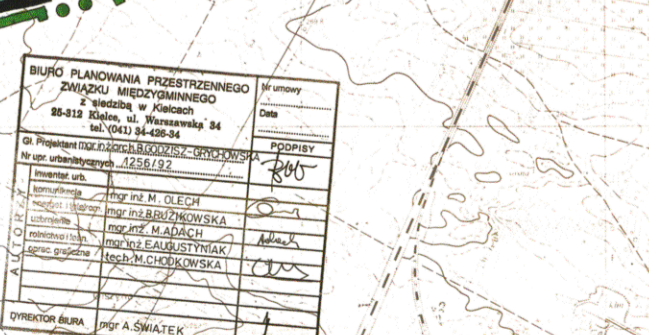 BIURO PLANOWANIA PRZESTRZENNEGO
ZWIĄZKU MIĘDZYGMINNEGO
z siedzibą w Kielcach
25-312 Kielce, ul. Warszawska 34
tel. (041) 34-426-34
Nr umowy
Data
PODPISY
Gł. Projektant mgr inż. arch. B. GODZISZ-GRYCHOWSKA
Nr upr. urbanistycznych 1256/92
AUTORZY
inwentar. urb.
komunikacja mgr inż. M. OLECH
mgr inż. B. RUZIKOWSKA
uzbrojenie mgr inż. M. ADACH
rolnictwo i leśn. mgr inż. E. AUGUSTYNIAK
oprac. graficzne tech. M. CHODKOWSKA
DYREKTOR BIURA mgr A. ŚWIĄTEK